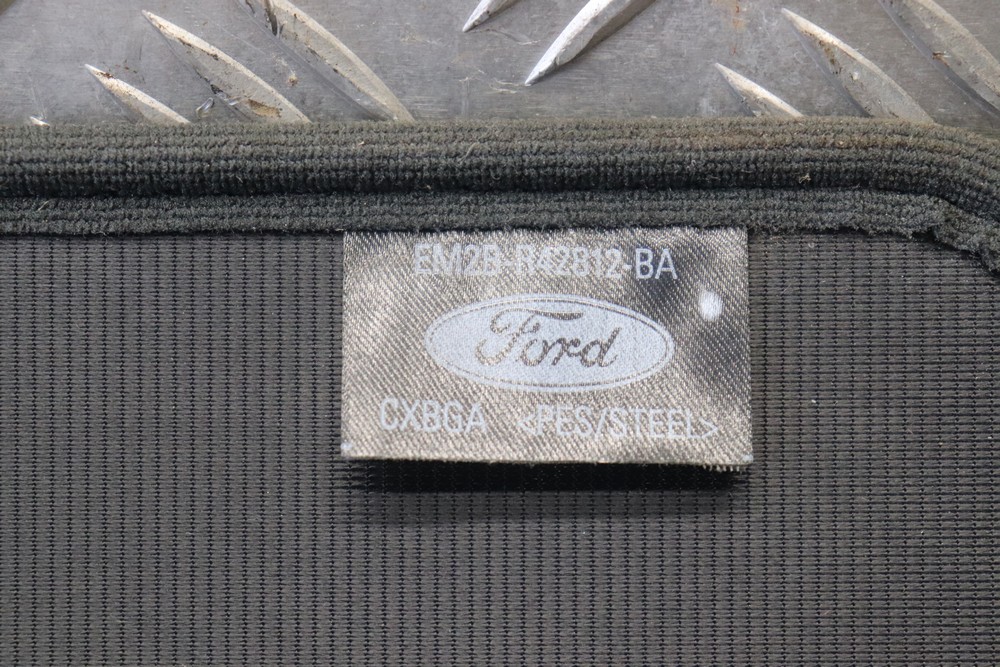 EM2B-R42812-BA
Ford
CXBGA <PES/STEEL>